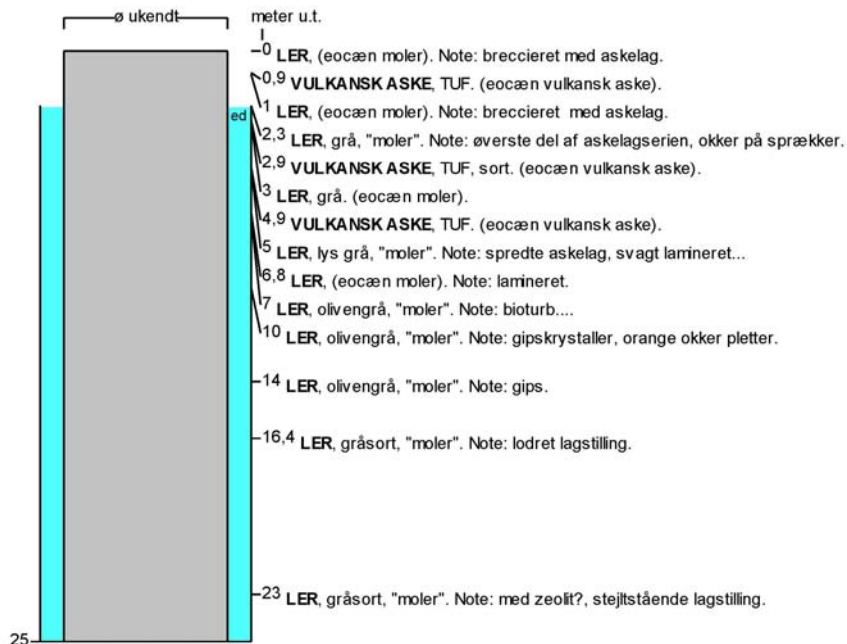 ø ukendt meter u.t.
0 LER, (eocæn moler). Note: breccieret med askelag.
0,9 VULKANSK ASKE, TUF. (eocæn vulkansk aske).
1 LER, (eocæn moler). Note: breccieret med askelag.
ed
2,3 LER, grå, "moler". Note: øverste del af askelagserien, okker på sprækker.
2,9 VULKANSK ASKE, TUF, sort. (eocæn vulkansk aske).
3 LER, grå. (eocæn moler).
4,9 VULKANSK ASKE, TUF. (eocæn vulkansk aske).
5 LER, lys grå, "moler". Note: spredte askelag, svagt lamineret...
6,8 LER, (eocæn moler). Note: lamineret.
7 LER, olivengrå, "moler". Note: bioturb....
10 LER, olivengrå, "moler". Note: gipskrystaller, orange okker pletter.
14 LER, olivengrå, "moler". Note: gips.
16,4 LER, gråsort, "moler". Note: lodret lagstilling.
23 LER, gråsort, "moler". Note: med zeolit?, stejltstående lagstilling.
25